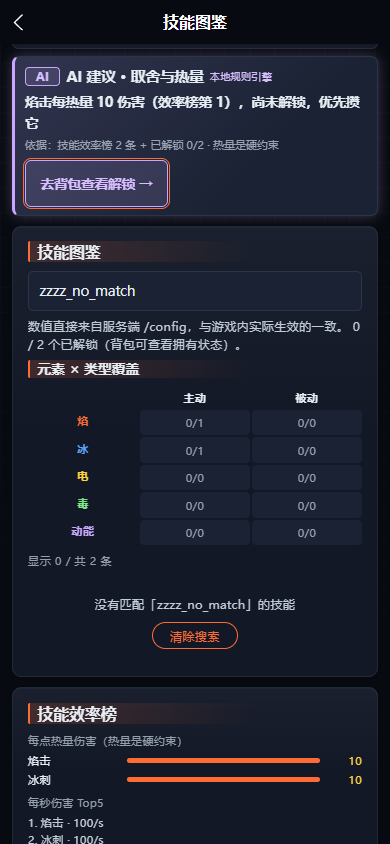 技能图鉴
AI AI 建议 · 取舍与热量 本地规则引擎
焰击每热量 10 伤害（效率榜第 1），尚未解锁，优先攒
它
依据：技能效率榜 2 条 + 已解锁 0/2 · 热量是硬约束
去背包查看解锁 →
技能图鉴
zzzz_no_match
数值直接来自服务端 /config，与游戏内实际生效的一致。 0
/ 2 个已解锁（背包可查看拥有状态）。
元素 × 类型覆盖
主动 被动
焰 0/1 0/0
冰 0/1 0/0
电 0/0 0/0
毒 0/0 0/0
动能 0/0 0/0
显示 0 / 共 2 条
没有匹配「zzzz_no_match」的技能
清除搜索
技能效率榜
每点热量伤害（热量是硬约束）
焰击 10
冰刺 10
每秒伤害 Top5
1. 焰击 · 100/s
2. 冰刺 · 100/s